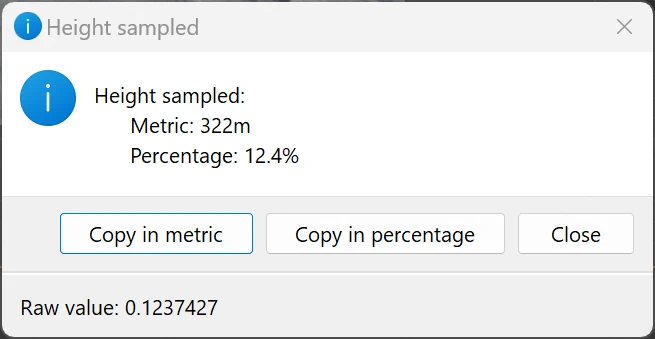 Height sampled
Height sampled:
Metric: 322m
Percentage: 12.4%
Copy in metric
Copy in percentage
Close
Raw value: 0.1237427